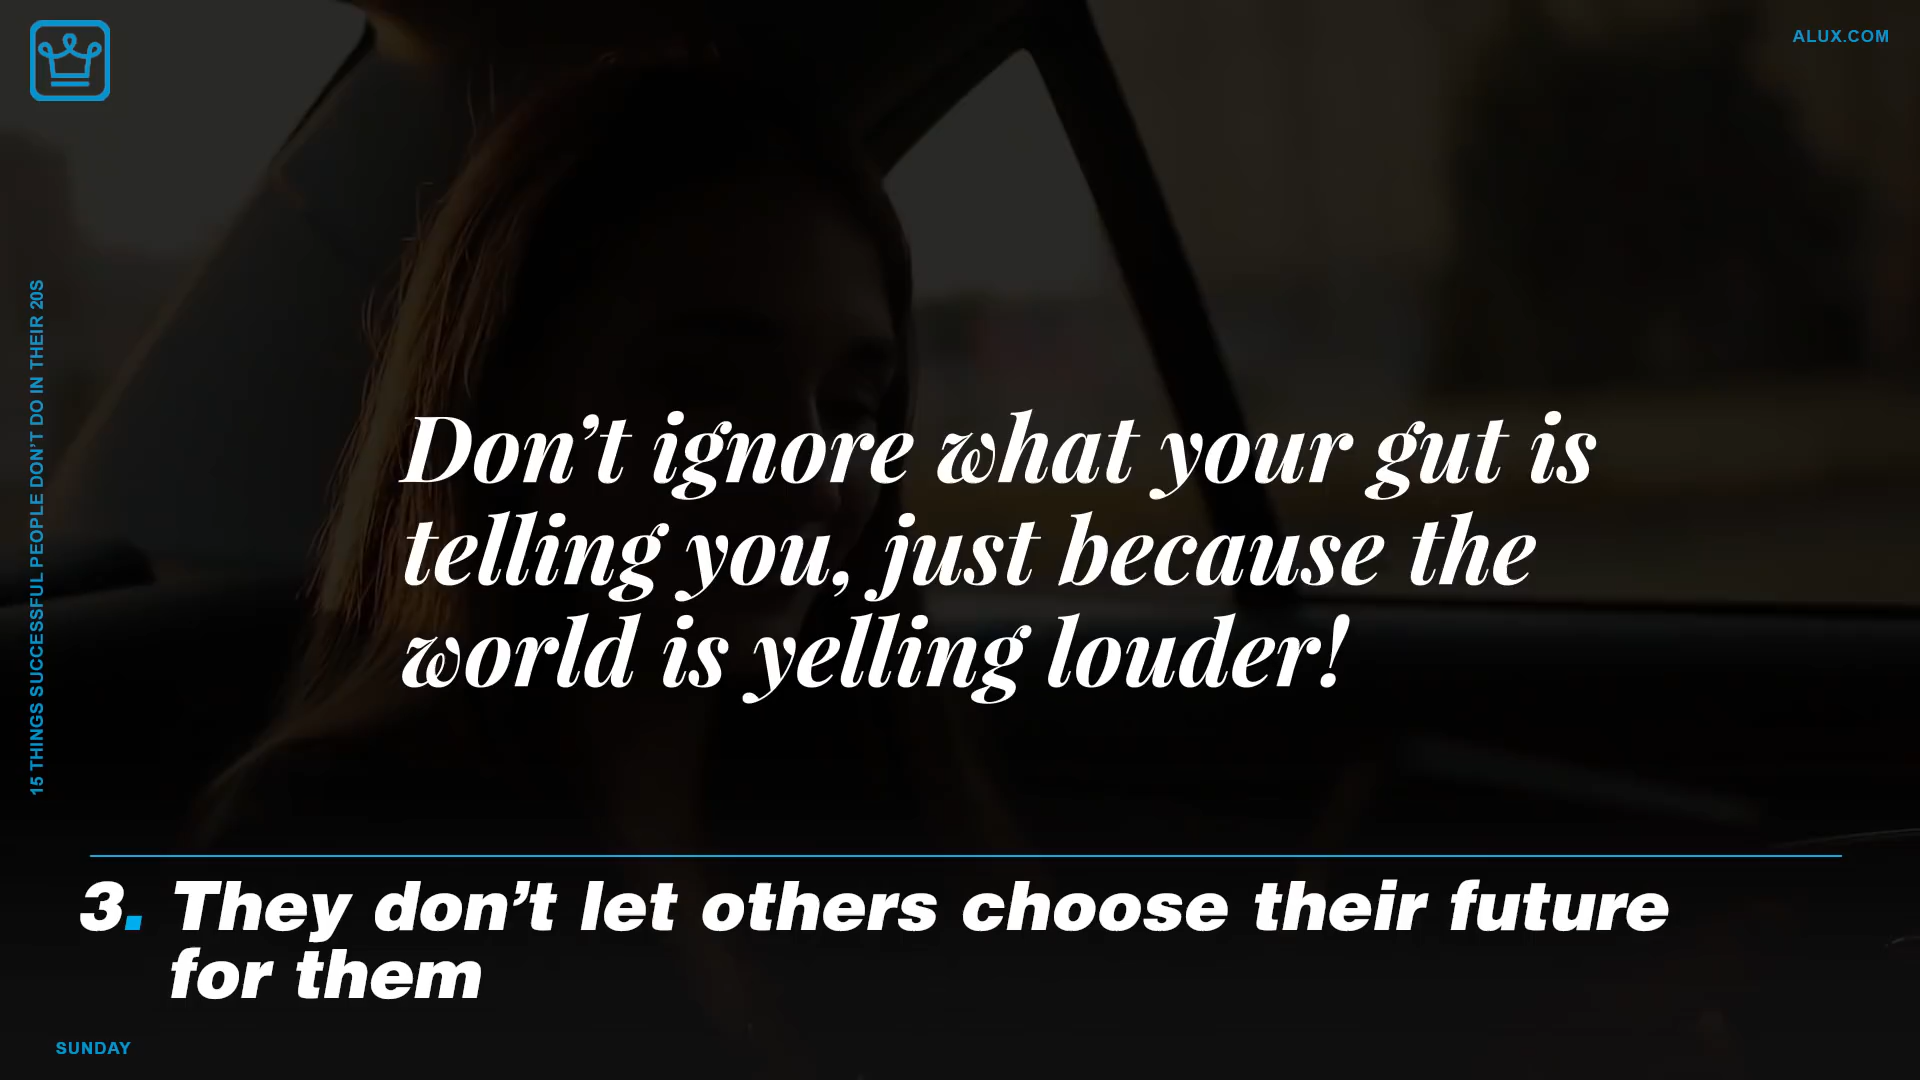 ALUX.COM
15 THINGS SUCCESSFUL PEOPLE DON'T DO IN THEIR 20S
Don’t ignore what your gut is
telling you, just because the
world is yelling louder!
3. They don’t let others choose their future
for them
SUNDAY